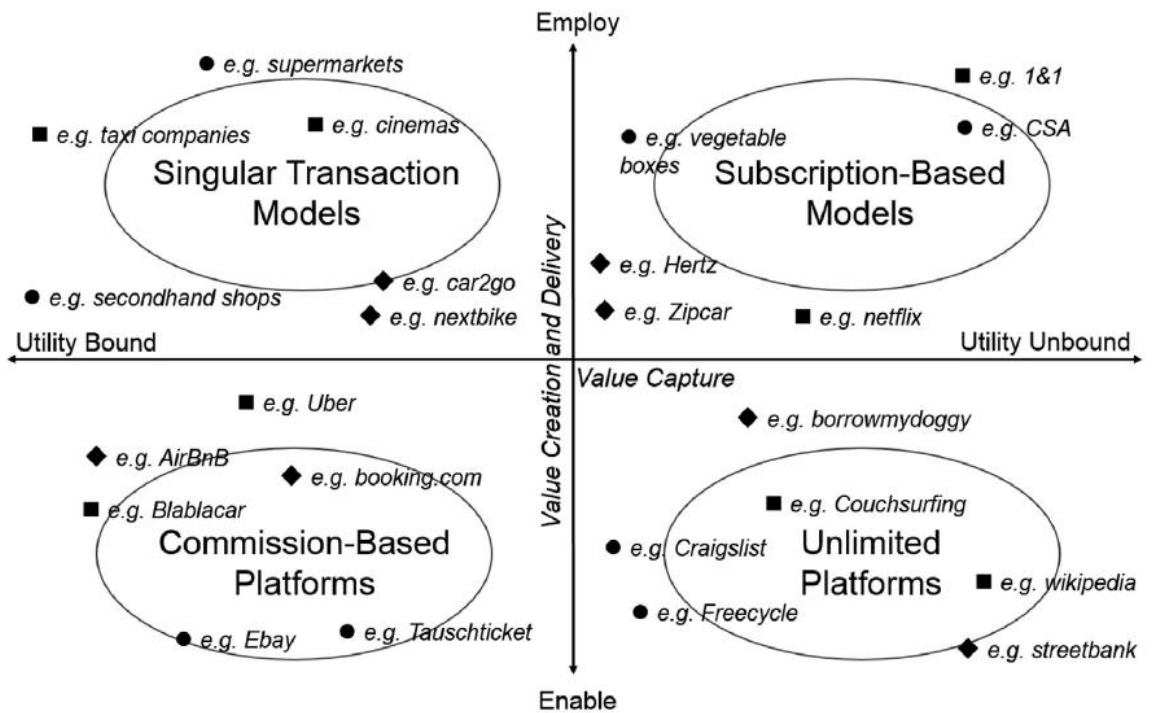 Employ
e.g. supermarkets
e.g. 1&1
e.g. taxi companies
e.g. cinemas
e.g. vegetable
boxes
e.g. CSA
Singular Transaction
Models
Subscription-Based
Models
e.g. Hertz
e.g. car2go
e.g. secondhand shops
e.g. nextbike
e.g. Zipcar
e.g. netflix
Utility Bound
Utility Unbound
Value Creation and Delivery
Value Capture
e.g. Uber
e.g. borrowmydoggy
e.g. AirBnB
e.g. booking.com
e.g. Blablacar
e.g. Couchsurfing
Commission-Based
Platforms
e.g. Craigslist
Unlimited
Platforms
e.g. wikipedia
e.g. Freecycle
e.g. Ebay
e.g. Tauschticket
e.g. streetbank
Enable